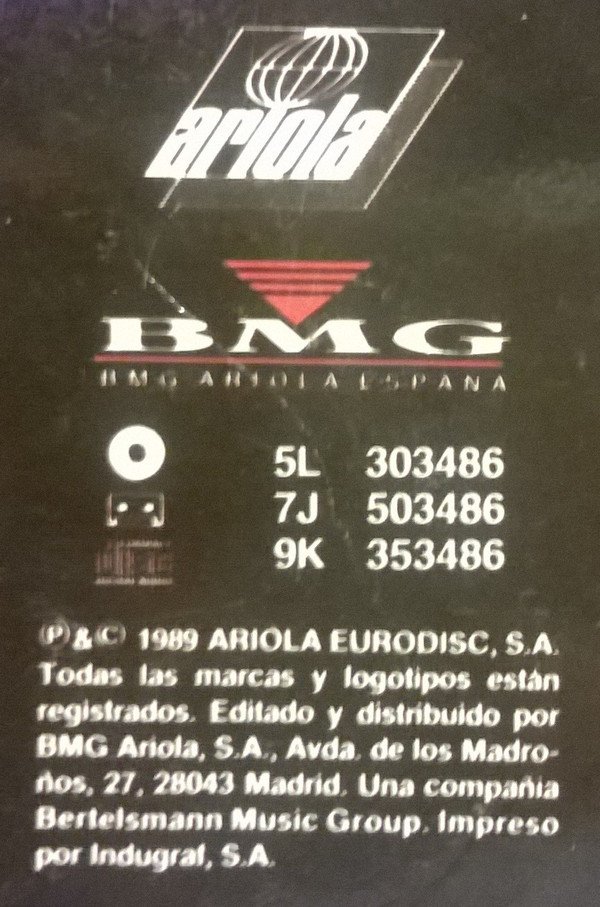 ariola
BMG
BMG ARIOLA ESPAÑA
5L 303486
7J 503486
9K 353486
Ⓟ & © 1989 ARIOLA EURODISC, S.A.
Todas las marcas y logotipos están
registrados. Editado y distribuido por
BMG Ariola, S.A., Avda. de los Madro-
ños, 27, 28043 Madrid. Una compañia
Bertelsmann Music Group. Impreso
por Indugraf, S.A.